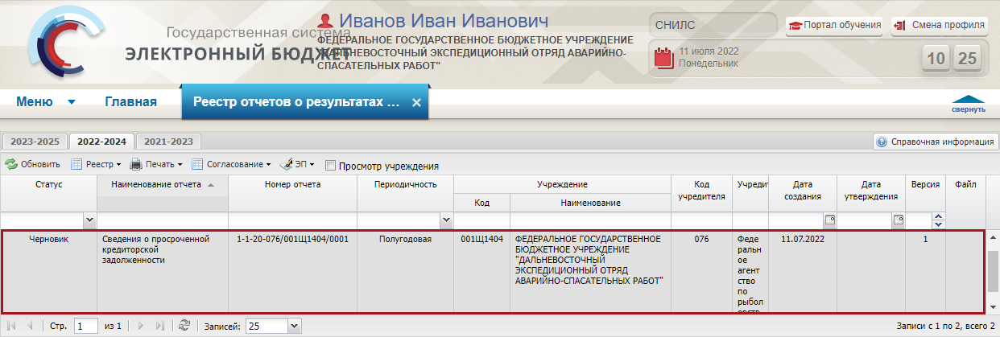 Иванов Иван Иванович
Государственная система
ЭЛЕКТРОННЫЙ БЮДЖЕТ
ФЕДЕРАЛЬНОЕ ГОСУДАРСТВЕННОЕ БЮДЖЕТНОЕ УЧРЕЖДЕНИЕ
"ДАЛЬНЕВОСТОЧНЫЙ ЭКСПЕДИЦИОННЫЙ ОТРЯД АВАРИЙНО-
СПАСАТЕЛЬНЫХ РАБОТ"
СНИЛС
11 июля 2022
Понедельник
Портал обучения
Смена профиля
10 25
Меню
Главная
Реестр отчетов о результатах ...
свернуть
2023-2025
2022-2024
2021-2023
Справочная информация
Обновить
Реестр
Печать
Согласование
ЭП
Просмотр учреждения
Статус
Наименование отчета
Номер отчета
Периодичность
Учреждение
Код
Наименование
Код
учредителя
Учредит
Дата
создания
Дата
утверждения
Версия
Файл
Черновик
Сведения о просроченной
кредиторской
задолженности
1-1-20-076/001Щ1404/0001
Полугодовая
001Щ1404
ФЕДЕРАЛЬНОЕ ГОСУДАРСТВЕННОЕ
БЮДЖЕТНОЕ УЧРЕЖДЕНИЕ
"ДАЛЬНЕВОСТОЧНЫЙ
ЭКСПЕДИЦИОННЫЙ ОТРЯД
АВАРИЙНО-СПАСАТЕЛЬНЫХ РАБОТ"
076
Феде
ральн
ое
агент
ство
по
рыбол
11.07.2022
1
Стр. 1 из 1
Записей: 25
Записи с 1 по 2, всего 2